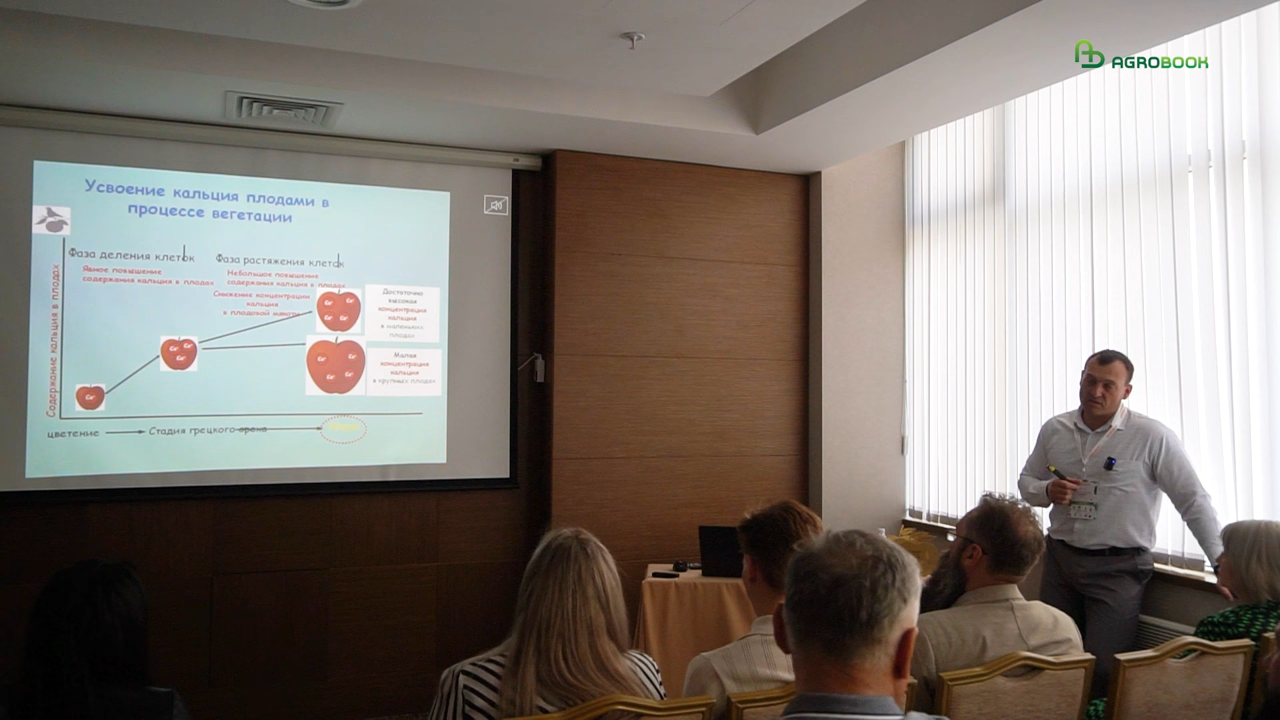 AGROBOOK
Усвоение кальция плодами в
процессе вегетации
Фаза деления клеток
Явное повышение
содержания кальция в плодах
Фаза растяжения клеток
Небольшое повышение
содержания кальция в плодах
Снижение концентрации
кальция
в плодовой мякоти
Содержание кальция в плодах
Достаточно
высокая
концентрация
кальция
в маленьких
плодах
Малая
концентрация
кальция
в крупных плодах
цветение
Стадия грецкого ореха